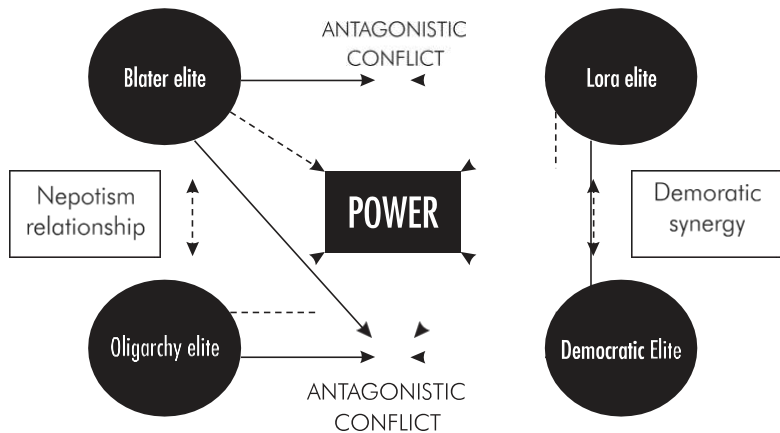 ANTAGONISTIC
CONFLICT
Blater elite
Lora elite
Nepotism
relationship
POWER
Demoratic
synergy
Oligarchy elite
Democratic Elite
ANTAGONISTIC
CONFLICT